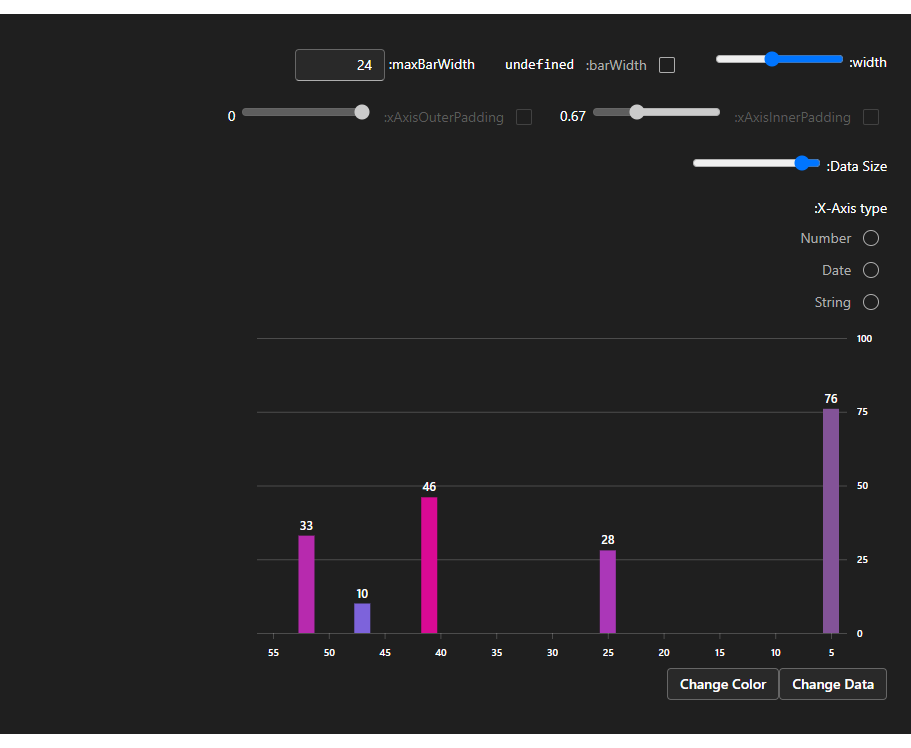 :width
:barWidth undefined
:maxBarWidth 24
:xAxisInnerPadding 0.67
:xAxisOuterPadding 0
:Data Size
:X-Axis type
Number
Date
String
100
75
50
25
0
76
28
46
10
33
5 10 15 20 25 30 35 40 45 50 55
Change Data
Change Color